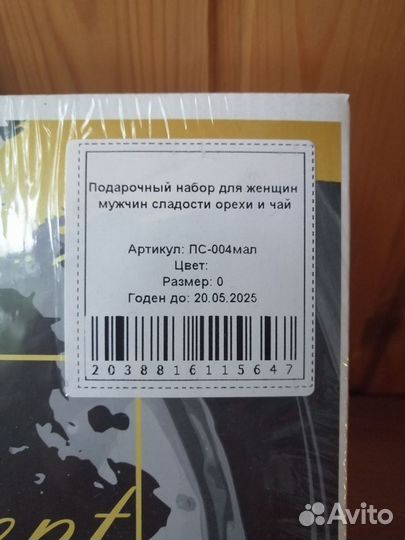 Подарочный набор для женщин
мужчин сладости орехи и чай
Артикул: ПС-004мал
Цвет:
Размер: 0
Годен до: 20.05.2025
2038816115647
Avito